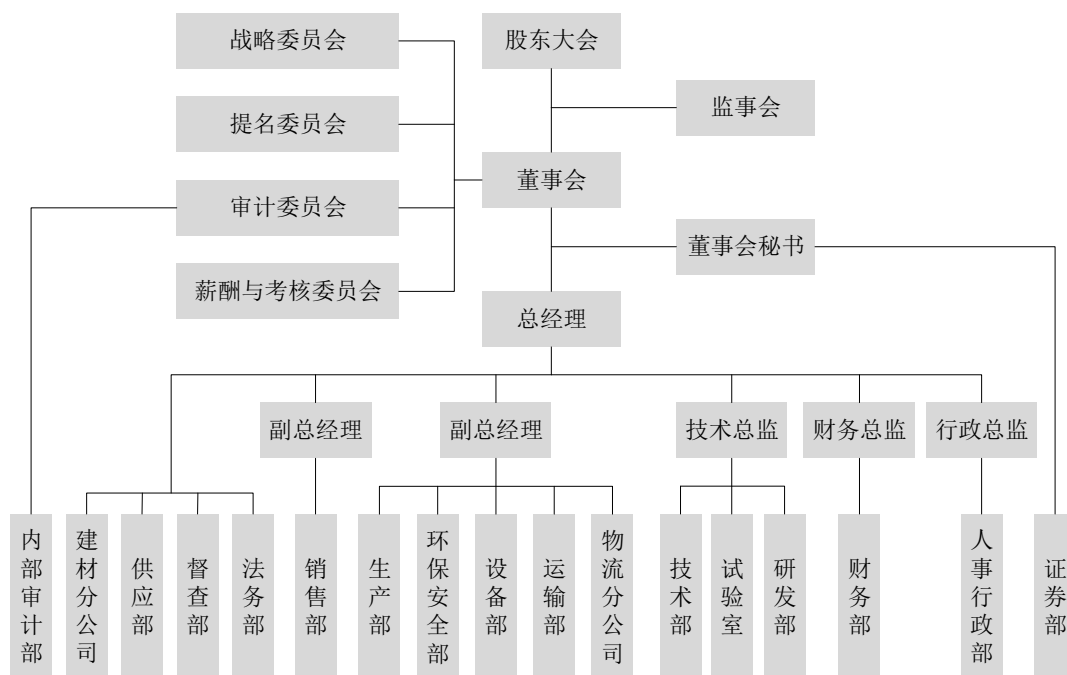 战略委员会
股东大会
监事会
提名委员会
董事会
审计委员会
董事会秘书
薪酬与考核委员会
总经理
副总经理
副总经理
技术总监
财务总监
行政总监
内部审计部
建材分公司
供应部
督查部
法务部
销售部
生产部
环保安全部
设备部
运输部
物流分公司
技术部
试验室
研发部
财务部
人事行政部
证券部